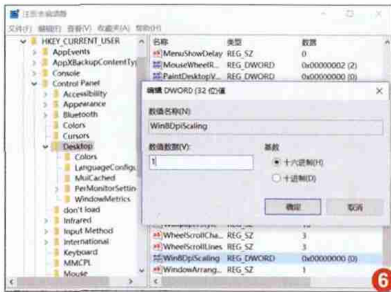 注册表编辑器
文件(F) 编辑(E) 查看(V) 收藏夹(A) 帮助(H)
HKEY_CURRENT_USER
AppEvents
AppXBackupContentTy
Console
Control Panel
Accessibility
Appearance
Bluetooth
Colors
Cursors
Desktop
Colors
LanguageConfigu
MuiCached
PerMonitorSettin
WindowMetrics
don't load
Infrared
Input Method
International
Keyboard
MMCPL
Mouse
名称 类型 数据
MenuShowDelay REG_SZ 0
MouseWheelR... REG_DWORD 0x00000002 (2)
PaintDesktopV... REG_DWORD 0x00000000 (0)
编辑 DWORD (32 位)值
数值名称(N):
Win8DpiScaling
数值数据(V):
1
基数
十六进制(H)
十进制(D)
确定 取消
WheelScrollCha... REG_SZ 3
WheelScrollLines REG_SZ 3
Win8DpiScaling REG_DWORD 0x00000000 (0)
WindowArrang... REG_SZ 1
6